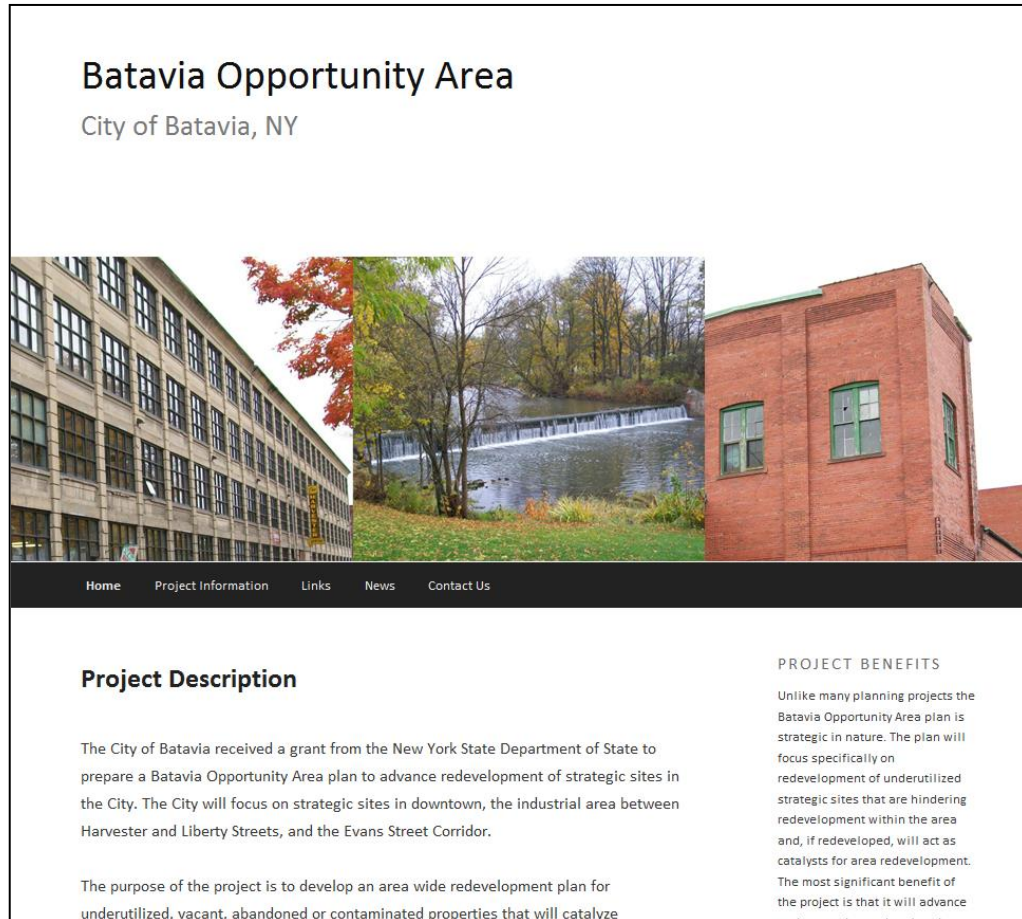 Batavia Opportunity Area
City of Batavia, NY
HARVESTER
Home Project Information Links News Contact Us
Project Description
The City of Batavia received a grant from the New York State Department of State to
prepare a Batavia Opportunity Area plan to advance redevelopment of strategic sites in
the City. The City will focus on strategic sites in downtown, the industrial area between
Harvester and Liberty Streets, and the Evans Street Corridor.
The purpose of the project is to develop an area wide redevelopment plan for
underutilized, vacant, abandoned or contaminated properties that will catalyze
PROJECT BENEFITS
Unlike many planning projects the
Batavia Opportunity Area plan is
strategic in nature. The plan will
focus specifically on
redevelopment of underutilized
strategic sites that are hindering
redevelopment within the area
and, if redeveloped, will act as
catalysts for area redevelopment.
The most significant benefit of
the project is that it will advance